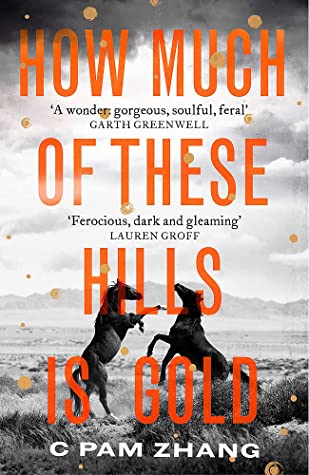 HOW MUCH
‘A wonder: gorgeous, soulful, feral’
GARTH GREENWELL
OF THESE
‘Ferocious, dark and gleaming’
LAUREN GROFF
HILLS
IS GOLD
C PAM ZHANG